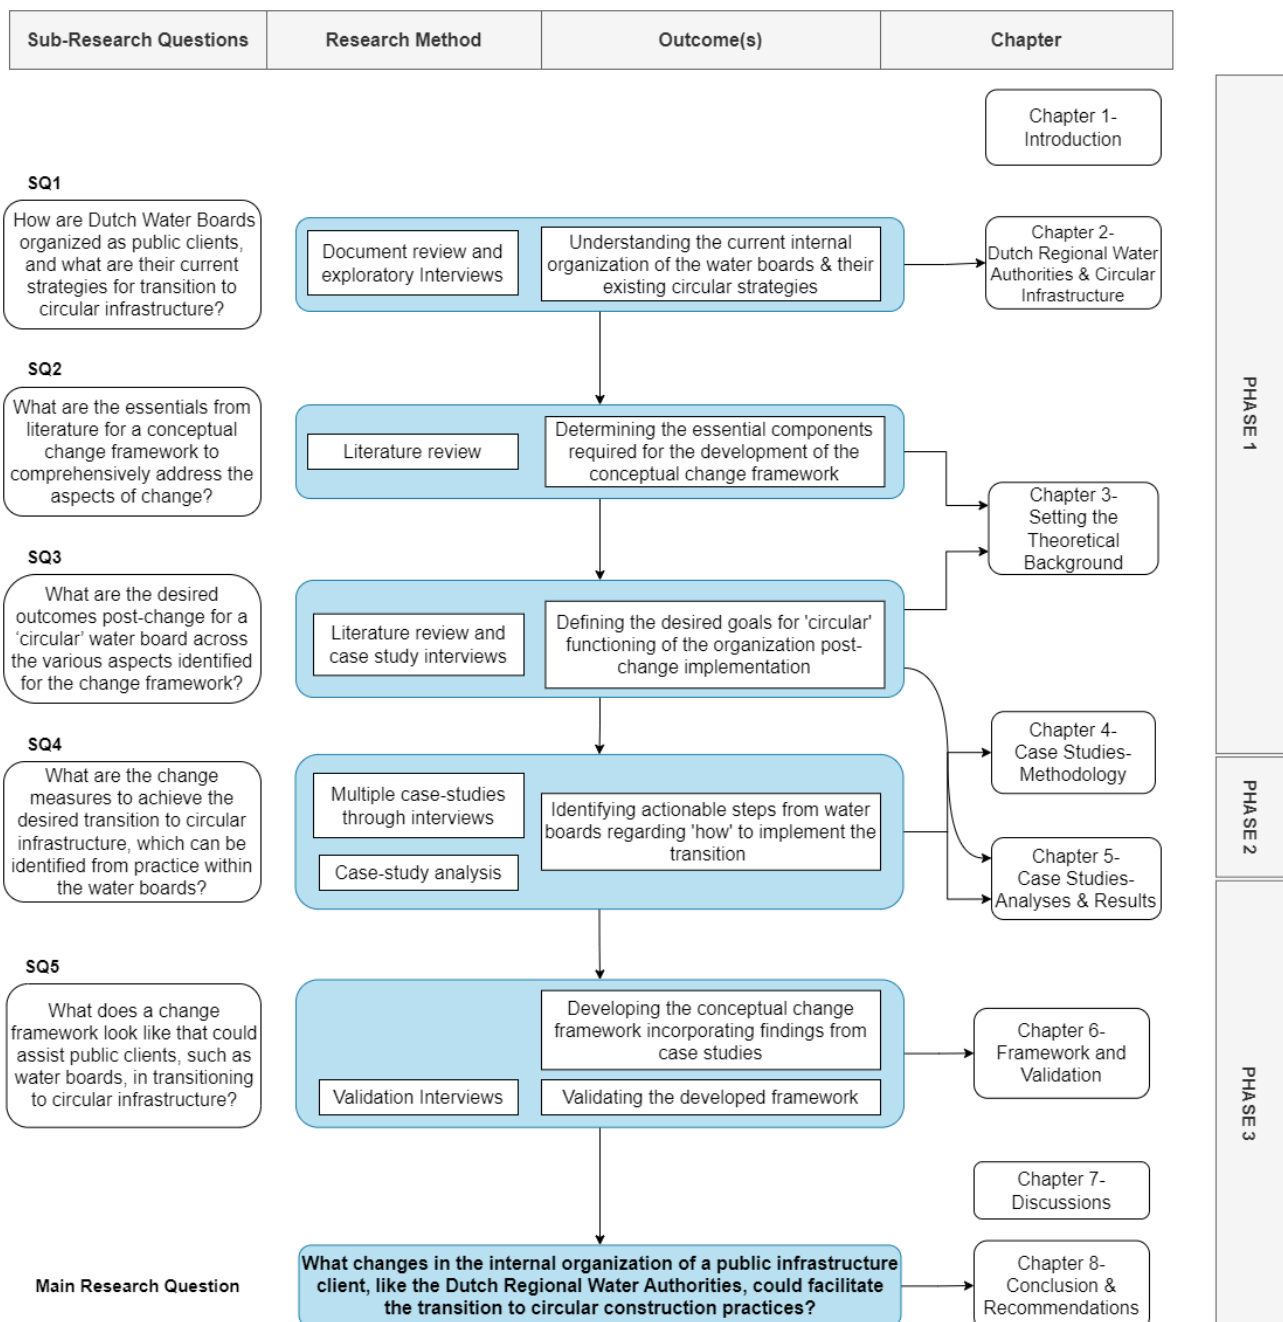 Sub-Research Questions
Research Method
Outcome(s)
Chapter
Chapter 1-
Introduction
SQ1
How are Dutch Water Boards
organized as public clients,
and what are their current
strategies for transition to
circular infrastructure?
Document review and
exploratory Interviews
Understanding the current internal
organization of the water boards & their
existing circular strategies
Chapter 2-
Dutch Regional Water
Authorities & Circular
Infrastructure
SQ2
What are the essentials from
literature for a conceptual
change framework to
comprehensively address the
aspects of change?
Literature review
Determining the essential components
required for the development of the
conceptual change framework
Chapter 3-
Setting the
Theoretical
Background
SQ3
What are the desired
outcomes post-change for a
‘circular’ water board across
the various aspects identified
for the change framework?
Literature review and
case study interviews
Defining the desired goals for 'circular'
functioning of the organization post-
change implementation
PHASE 1
SQ4
What are the change
measures to achieve the
desired transition to circular
infrastructure, which can be
identified from practice within
the water boards?
Multiple case-studies
through interviews
Case-study analysis
Identifying actionable steps from water
boards regarding 'how' to implement the
transition
Chapter 4-
Case Studies-
Methodology
Chapter 5-
Case Studies-
Analyses & Results
PHASE 2
SQ5
What does a change
framework look like that could
assist public clients, such as
water boards, in transitioning
to circular infrastructure?
Validation Interviews
Developing the conceptual change
framework incorporating findings from
case studies
Validating the developed framework
Chapter 6-
Framework and
Validation
PHASE 3
Chapter 7-
Discussions
Main Research Question
What changes in the internal organization of a public infrastructure
client, like the Dutch Regional Water Authorities, could facilitate
the transition to circular construction practices?
Chapter 8-
Conclusion &
Recommendations